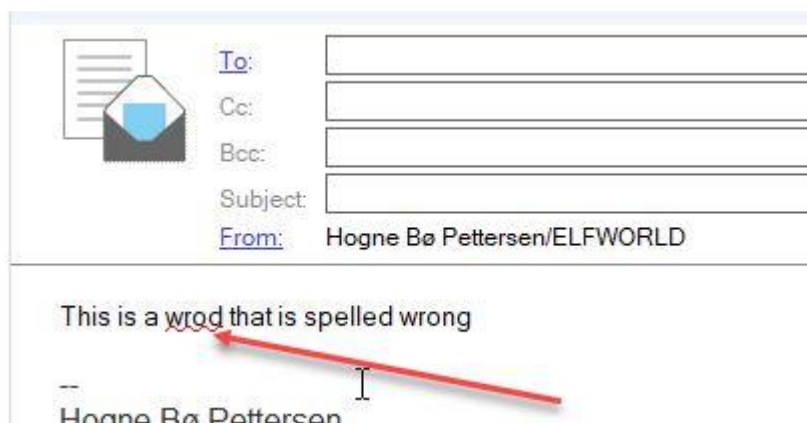 To:
Cc:
Bcc:
Subject:
From: Hogne Bø Pettersen/ELFWORLD
This is a wrod that is spelled wrong
--
Hogne Bø Pettersen